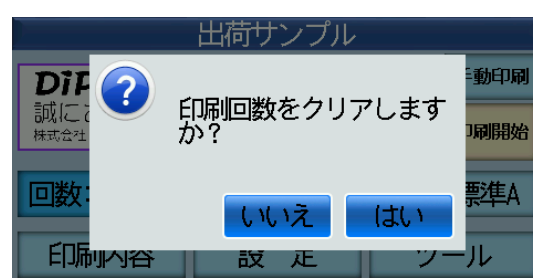 出荷サンプル
DiP
手動印刷
誠にこ
株式会社
印刷回数をクリアします
か？
印刷開始
回数:
標準A
いいえ
はい
印刷内容
設 定
ツール